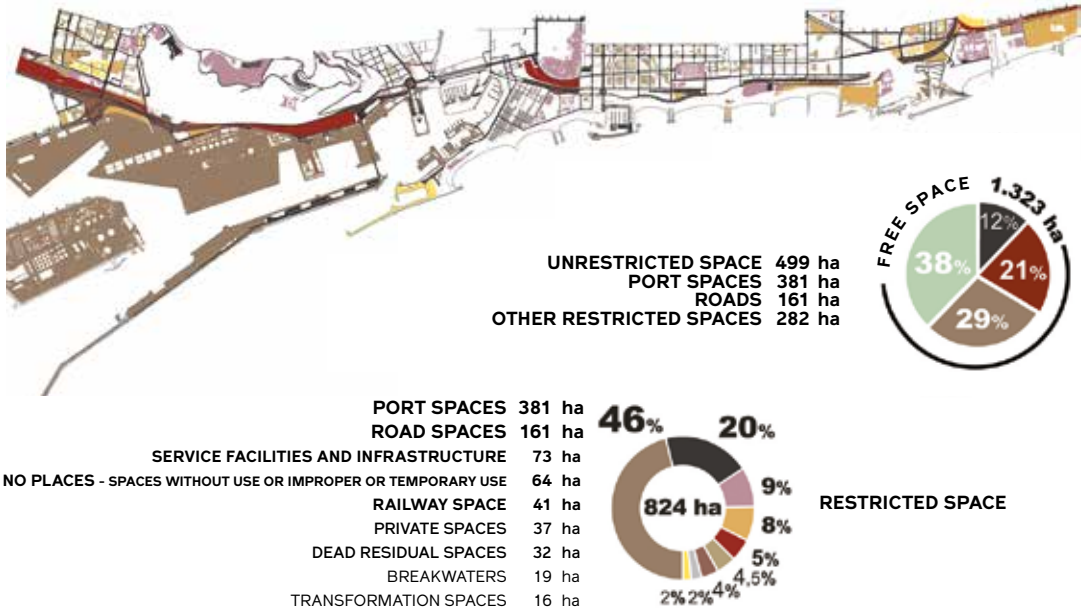 FREE SPACE 1.323 ha
12%
38% 21%
29%
UNRESTRICTED SPACE 499 ha
PORT SPACES 381 ha
ROADS 161 ha
OTHER RESTRICTED SPACES 282 ha
PORT SPACES 381 ha
ROAD SPACES 161 ha
SERVICE FACILITIES AND INFRASTRUCTURE 73 ha
NO PLACES - SPACES WITHOUT USE OR IMPROPER OR TEMPORARY USE 64 ha
RAILWAY SPACE 41 ha
PRIVATE SPACES 37 ha
DEAD RESIDUAL SPACES 32 ha
BREAKWATERS 19 ha
TRANSFORMATION SPACES 16 ha
46% 20%
9%
824 ha
8%
5%
4,5%
4%
2%
2%
RESTRICTED SPACE